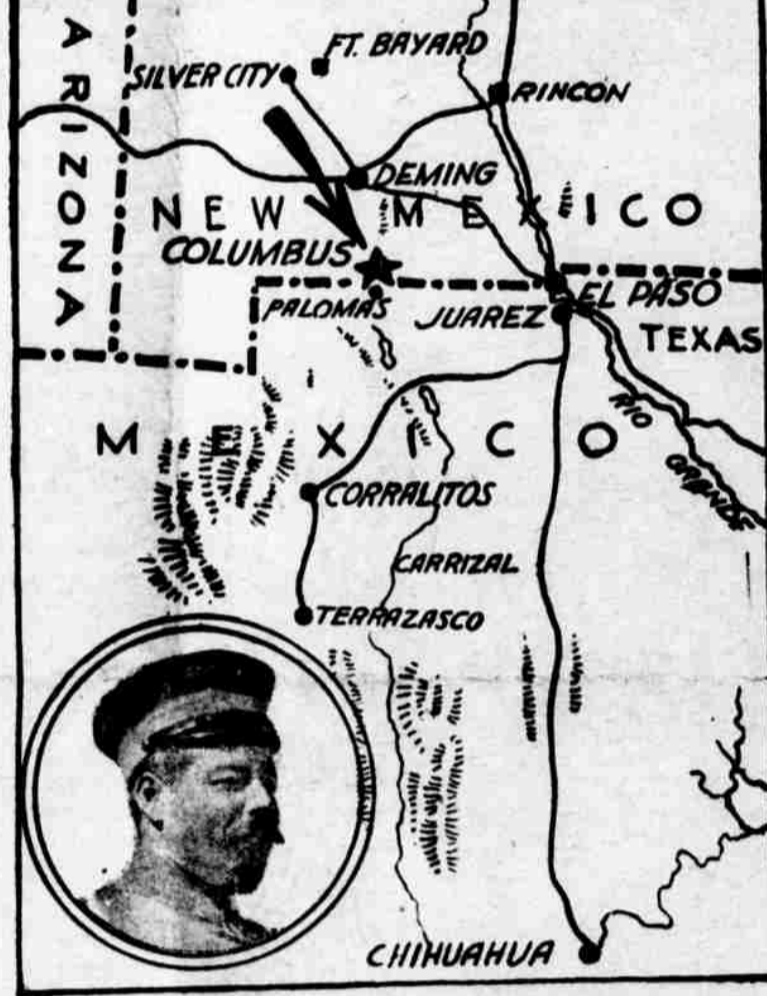 ARIZONA
FT. BAYARD
SILVER CITY
RINCON
DEMING
NEW MEXICO
COLUMBUS
EL PASO
PALOMAS
JUAREZ
TEXAS
RIO GRANDE
MEXICO
CORRALITOS
CARRIZAL
TERRAZASCO
CHIHUAHUA